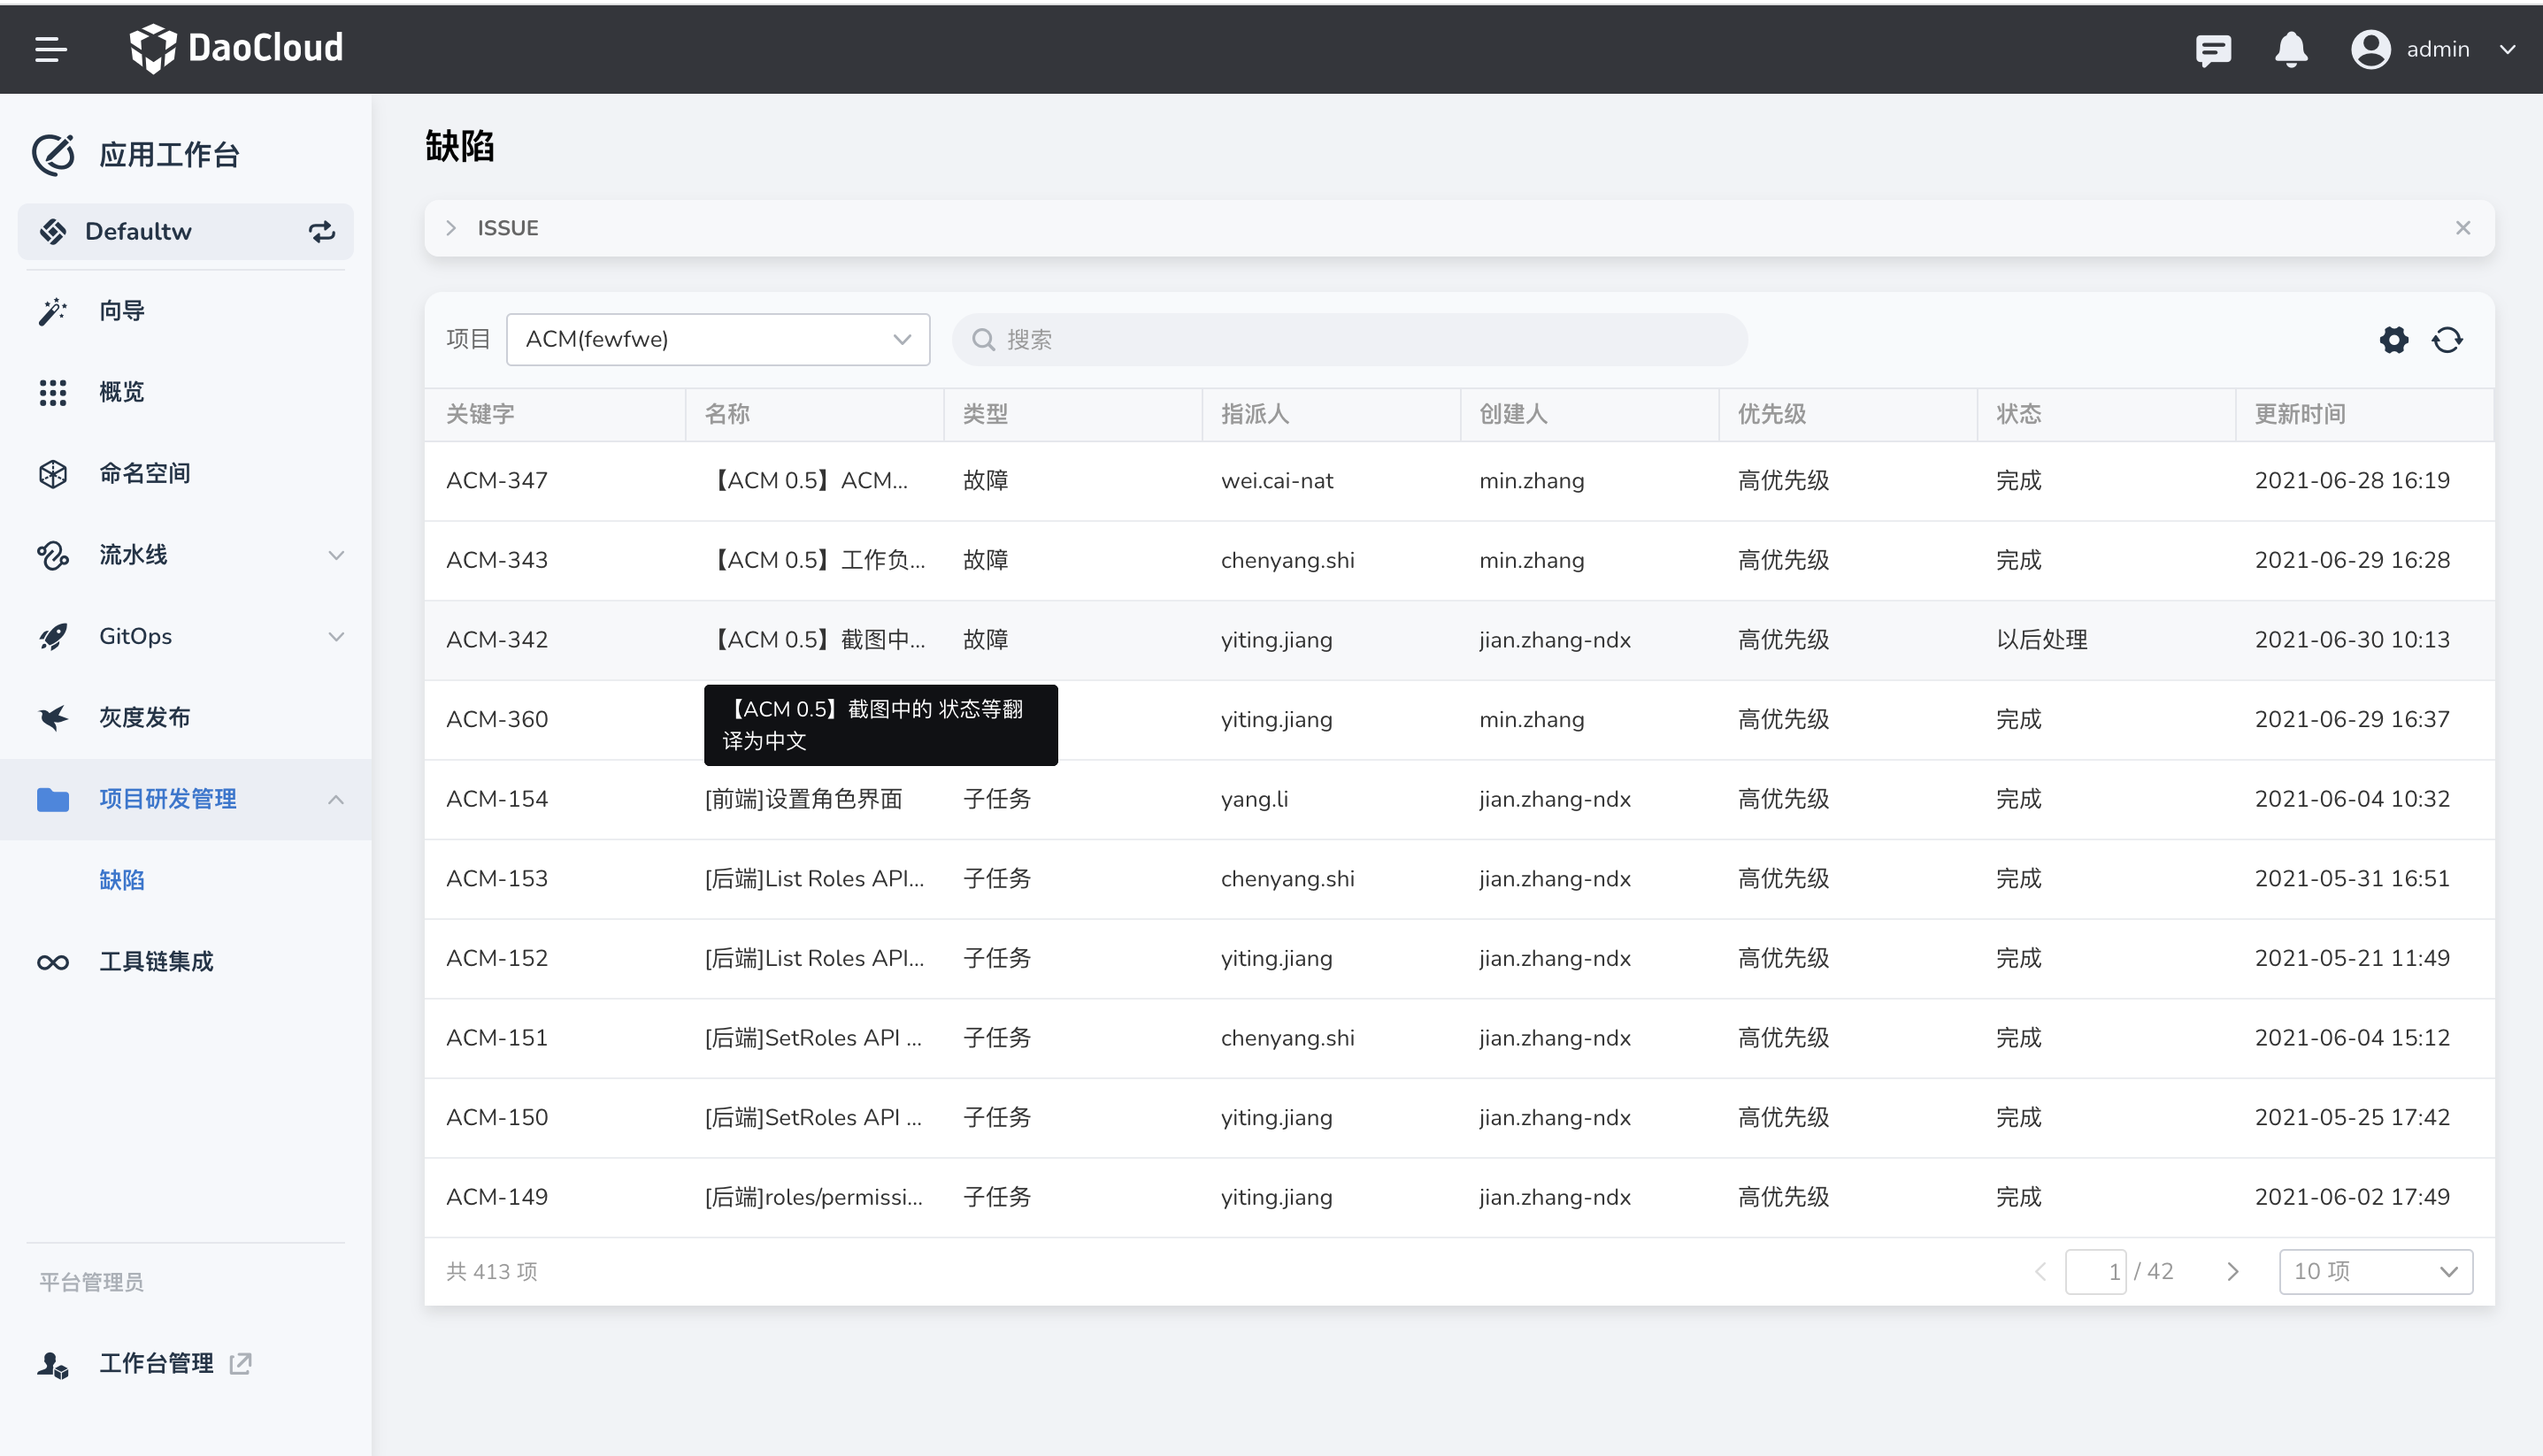 DaoCloud
admin
应用工作台
Defaultw
向导
概览
命名空间
流水线
GitOps
灰度发布
项目研发管理
缺陷
工具链集成
平台管理员
工作台管理
缺陷
ISSUE
项目 ACM(fewfwe) 搜索
关键字 名称 类型 指派人 创建人 优先级 状态 更新时间
ACM-347 【ACM 0.5】ACM... 故障 wei.cai-nat min.zhang 高优先级 完成 2021-06-28 16:19
ACM-343 【ACM 0.5】工作负... 故障 chenyang.shi min.zhang 高优先级 完成 2021-06-29 16:28
ACM-342 【ACM 0.5】截图中... 故障 yiting.jiang jian.zhang-ndx 高优先级 以后处理 2021-06-30 10:13
ACM-360 yiting.jiang min.zhang 高优先级 完成 2021-06-29 16:37
【ACM 0.5】截图中的 状态等翻
译为中文
ACM-154 [前端]设置角色界面 子任务 yang.li jian.zhang-ndx 高优先级 完成 2021-06-04 10:32
ACM-153 [后端]List Roles API... 子任务 chenyang.shi jian.zhang-ndx 高优先级 完成 2021-05-31 16:51
ACM-152 [后端]List Roles API... 子任务 yiting.jiang jian.zhang-ndx 高优先级 完成 2021-05-21 11:49
ACM-151 [后端]SetRoles API ... 子任务 chenyang.shi jian.zhang-ndx 高优先级 完成 2021-06-04 15:12
ACM-150 [后端]SetRoles API ... 子任务 yiting.jiang jian.zhang-ndx 高优先级 完成 2021-05-25 17:42
ACM-149 [后端]roles/permissi... 子任务 yiting.jiang jian.zhang-ndx 高优先级 完成 2021-06-02 17:49
共 413 项 1 / 42 10 项